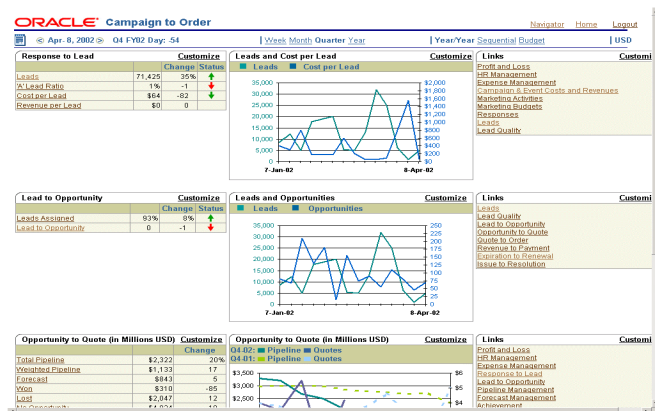 ORACLE Campaign to Order
Navigator Home Logout
Apr-8, 2002 Q4 FY02 Day: -54 Week Month Quarter Year Year/Year Sequential Budget USD
Response to Lead Customize
Change Status
Leads 71,425 35%
'A' Lead Ratio 1% -1
Cost per Lead $64 -82
Revenue per Lead $0 0
Leads and Cost per Lead Customize
Leads Cost per Lead
35,000 $2,000
30,000 $1,800
25,000 $1,600
20,000 $1,400
15,000 $1,200
10,000 $1,000
5,000 $800
0 $600
$400
$200
$0
7-Jan-02 8-Apr-02
Links Customi
Profit and Loss
HR Management
Expense Management
Campaign & Event Costs and Revenues
Marketing Activities
Marketing Budgets
Responses
Leads
Lead Quality
Lead to Opportunity Customize
Change Status
Leads Assigned 93% 8%
Lead to Opportunity 0 -1
Leads and Opportunities Customize
Leads Opportunities
35,000 250
30,000 225
25,000 200
20,000 175
15,000 150
10,000 125
5,000 100
0 75
50
25
0
7-Jan-02 8-Apr-02
Links Customi
Leads
Lead Quality
Lead to Opportunity
Opportunity to Quote
Quote to Order
Revenue to Payment
Expiration to Renewal
Issue to Resolution
Opportunity to Quote (in Millions USD) Customize
Change
Total Pipeline $2,322 20%
Weighted Pipeline $1,133 17
Forecast $843 5
Won $310 -85
Lost $2,047 12
Opportunity to Quote (in Millions USD) Customize
Q4-02: Pipeline Quotes
Q4-01: Pipeline Quotes
$3,500 $6
$3,000 $5
$2,500 $4
Links Customi
Profit and Loss
HR Management
Expense Management
Response to Lead
Lead to Opportunity
Pipeline Management
Forecast Management
Achievement